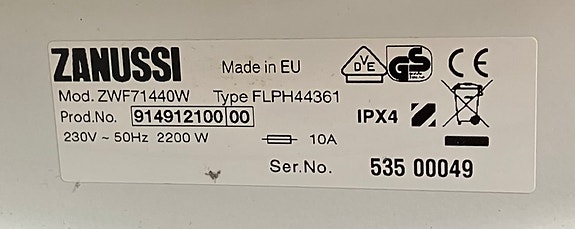 ZANUSSI Made in EU DVE GS CE
Mod. ZWF71440W Type FLPH44361
Prod.No. 914912100 00 IPX4
230V ~ 50Hz 2200 W 10A
Ser.No. 535 00049